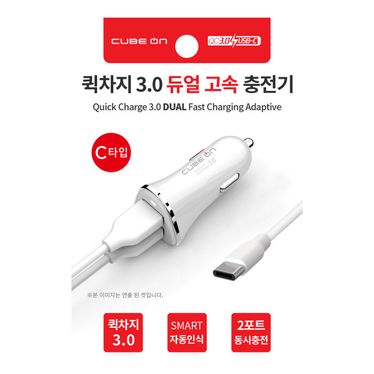 CUBE ON
QC3.0 USB-C
퀵차지 3.0 듀얼 고속 충전기
Quick Charge 3.0 DUAL Fast Charging Adaptive
C타입
CUBE ON
3.0
※본 이미지는 연출 된 것입니다.
퀵차지
3.0
SMART
자동인식
2포트
동시충전